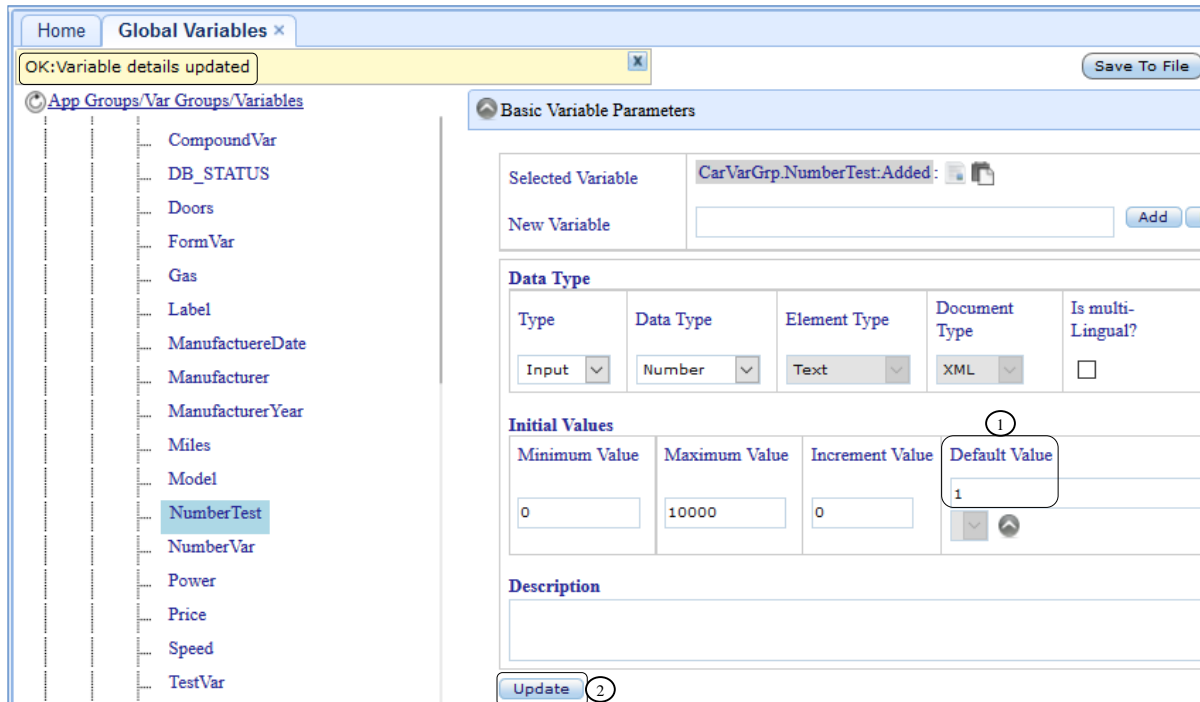 Home
Global Variables ×
OK:Variable details updated
X
Save To File
App Groups/Var Groups/Variables
CompoundVar
DB_STATUS
Doors
FormVar
Gas
Label
ManufactuereDate
Manufacturer
ManufacturerYear
Miles
Model
NumberTest
NumberVar
Power
Price
Speed
TestVar
Basic Variable Parameters
Selected Variable
CarVarGrp.NumberTest:Added :
New Variable
Add
Data Type
Type
Data Type
Element Type
Document
Type
Is multi-
Lingual?
Input
Number
Text
XML
Initial Values
1
Minimum Value
Maximum Value
Increment Value
Default Value
0
10000
0
1
Description
Update
2